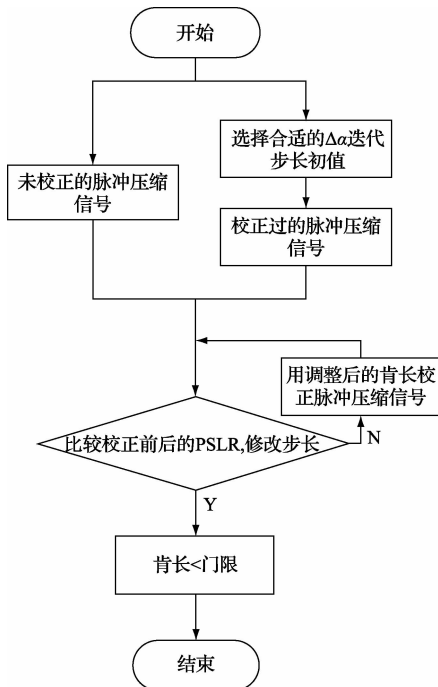 开始
选择合适的Δα迭代
步长初值
未校正的脉冲压缩
信号
校正过的脉冲压缩
信号
用调整后的肯长校
正脉冲压缩信号
比较校正前后的PSLR,修改步长
N
Y
肯长<门限
结束